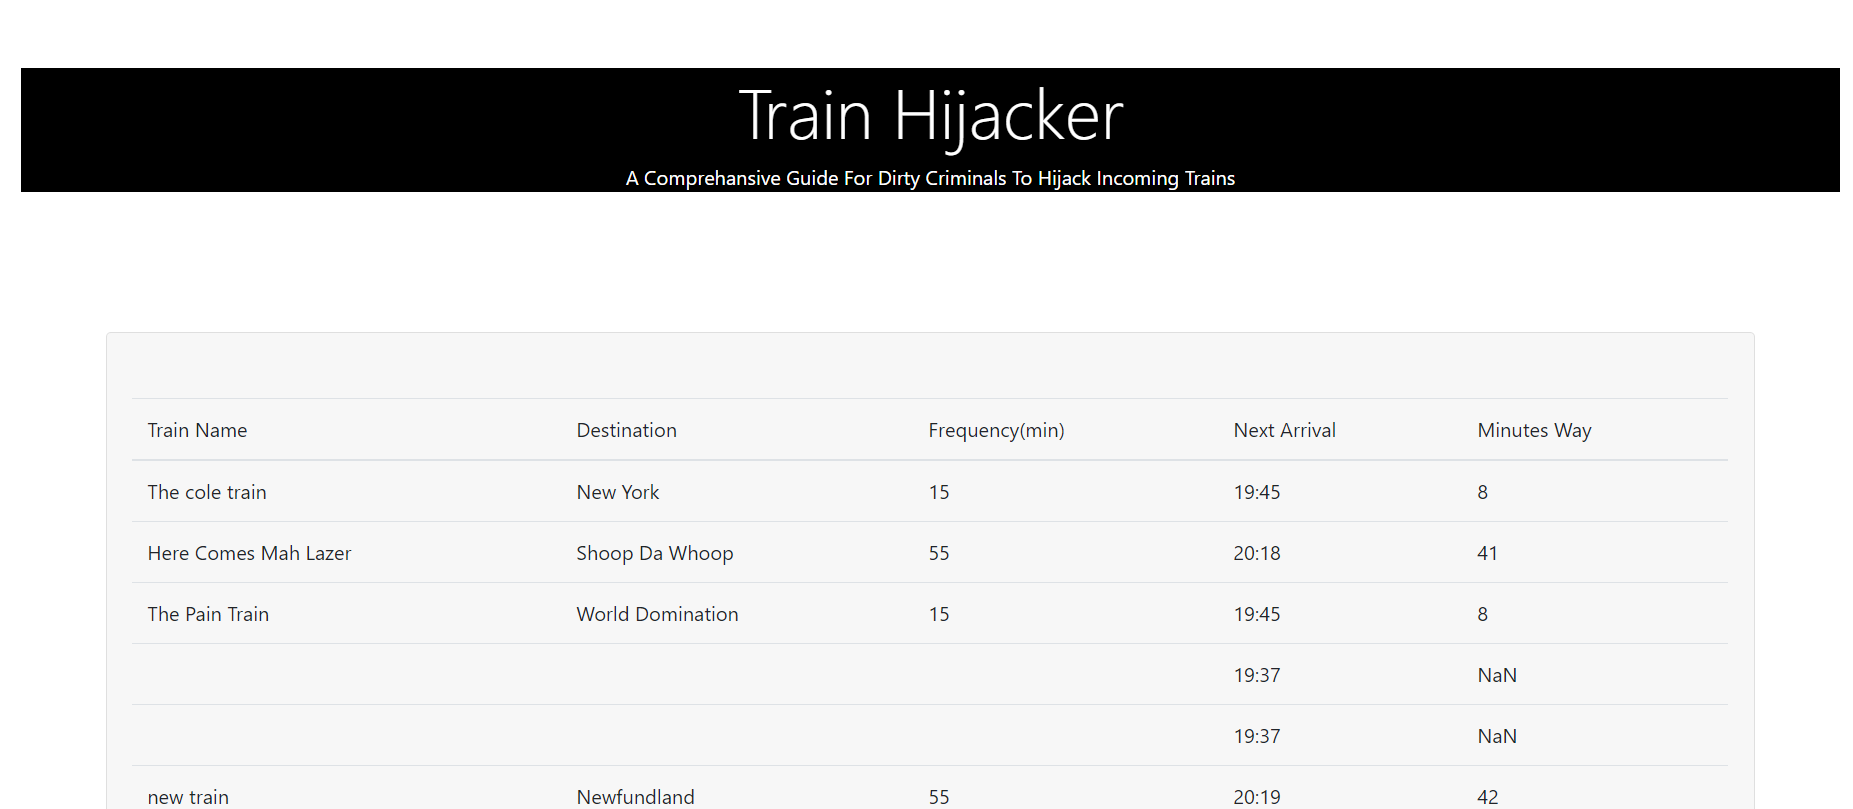 Train Hijacker
A Comprehansive Guide For Dirty Criminals To Hijack Incoming Trains
Train Name Destination Frequency(min) Next Arrival Minutes Way
The cole train New York 15 19:45 8
Here Comes Mah Lazer Shoop Da Whoop 55 20:18 41
The Pain Train World Domination 15 19:45 8
19:37 NaN
19:37 NaN
new train Newfundland 55 20:19 42